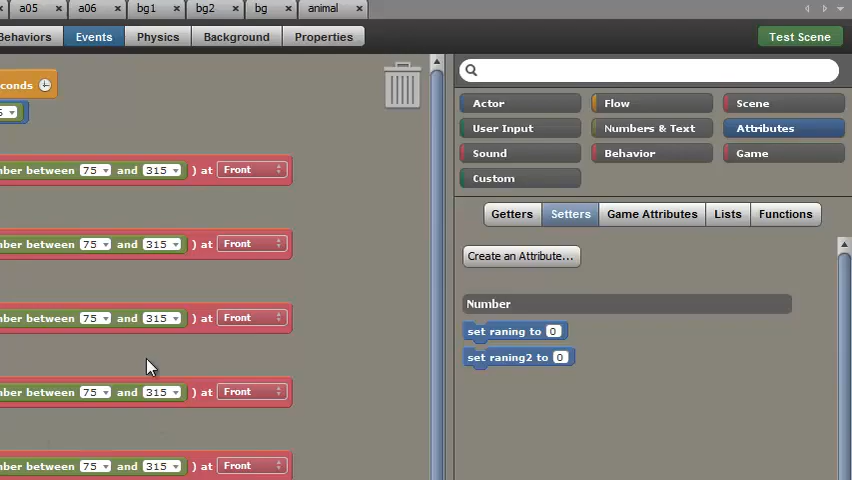 a05 a06 bg1 bg2 bg animal
Behaviors Events Physics Background Properties Test Scene
conds
Actor Flow Scene
User Input Numbers & Text Attributes
Sound Behavior Game
Custom
mber between 75 and 315 ) at Front
Getters Setters Game Attributes Lists Functions
mber between 75 and 315 ) at Front
Create an Attribute...
Number
mber between 75 and 315 ) at Front
set raning to 0
set raning2 to 0
mber between 75 and 315 ) at Front
mber between 75 and 315 ) at Front